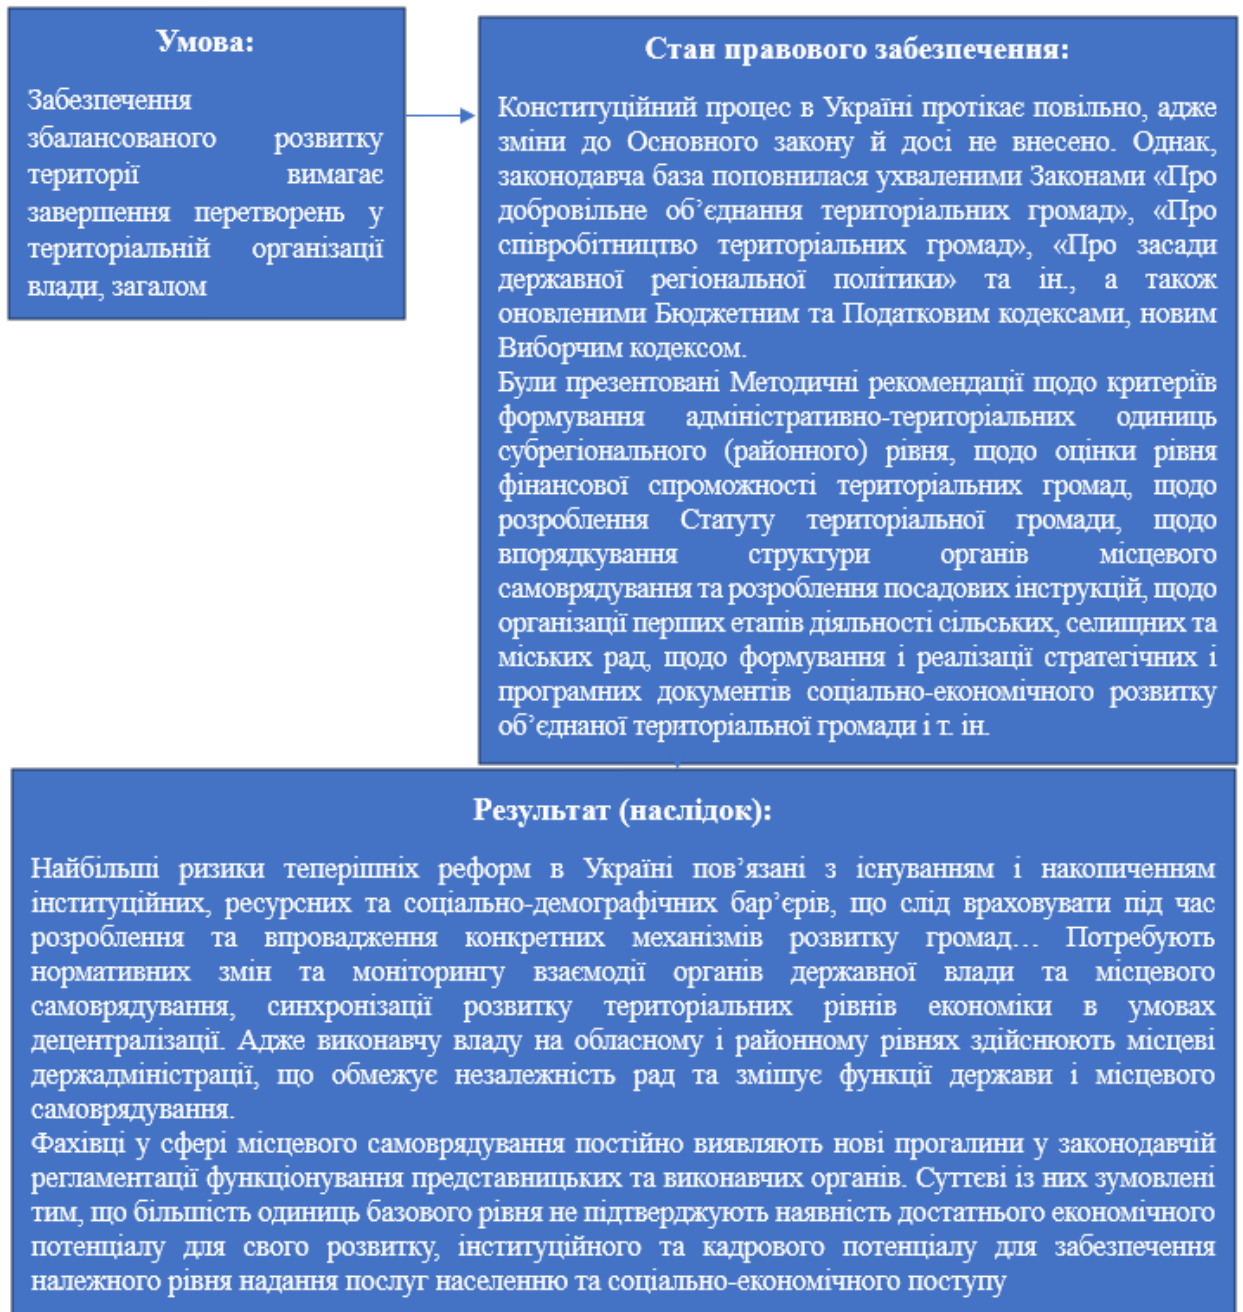 Умова:
Забезпечення
збалансованого розвитку
території вимагає
завершення перетворень у
територіальній організації
влади, загалом
Стан правового забезпечення:
Конституційний процес в Україні протікає повільно, адже
зміни до Основного закону й досі не внесено. Однак,
законодавча база поповнилася ухваленими Законами «Про
добровільне об’єднання територіальних громад», «Про
співробітництво територіальних громад», «Про засади
державної регіональної політики» та ін., а також
оновленими Бюджетним та Податковим кодексами, новим
Виборчим кодексом.
Були презентовані Методичні рекомендації щодо критеріїв
формування адміністративно-територіальних одиниць
субрегіонального (районного) рівня, щодо оцінки рівня
фінансової спроможності територіальних громад, щодо
розроблення Статуту територіальної громади, щодо
впорядкування структури органів місцевого
самоврядування та розроблення посадових інструкцій, щодо
організації перших етапів діяльності сільських, селищних та
міських рад, щодо формування і реалізації стратегічних і
програмних документів соціально-економічного розвитку
об’єднаної територіальної громади і т. ін.
Результат (наслідок):
Найбільші ризики теперішніх реформ в Україні пов’язані з існуванням і накопиченням
інституційних, ресурсних та соціально-демографічних бар’єрів, що слід враховувати під час
розроблення та впровадження конкретних механізмів розвитку громад… Потребують
нормативних змін та моніторингу взаємодії органів державної влади та місцевого
самоврядування, синхронізації розвитку територіальних рівнів економіки в умовах
децентралізації. Адже виконавчу владу на обласному і районному рівнях здійснюють місцеві
держадміністрації, що обмежує незалежність рад та змішує функції держави і місцевого
самоврядування.
Фахівці у сфері місцевого самоврядування постійно виявляють нові прогалини у законодавчій
регламентації функціонування представницьких та виконавчих органів. Суттєві із них зумовлені
тим, що більшість одиниць базового рівня не підтверджують наявність достатнього економічного
потенціалу для свого розвитку, інституційного та кадрового потенціалу для забезпечення
належного рівня надання послуг населенню та соціально-економічного поступу